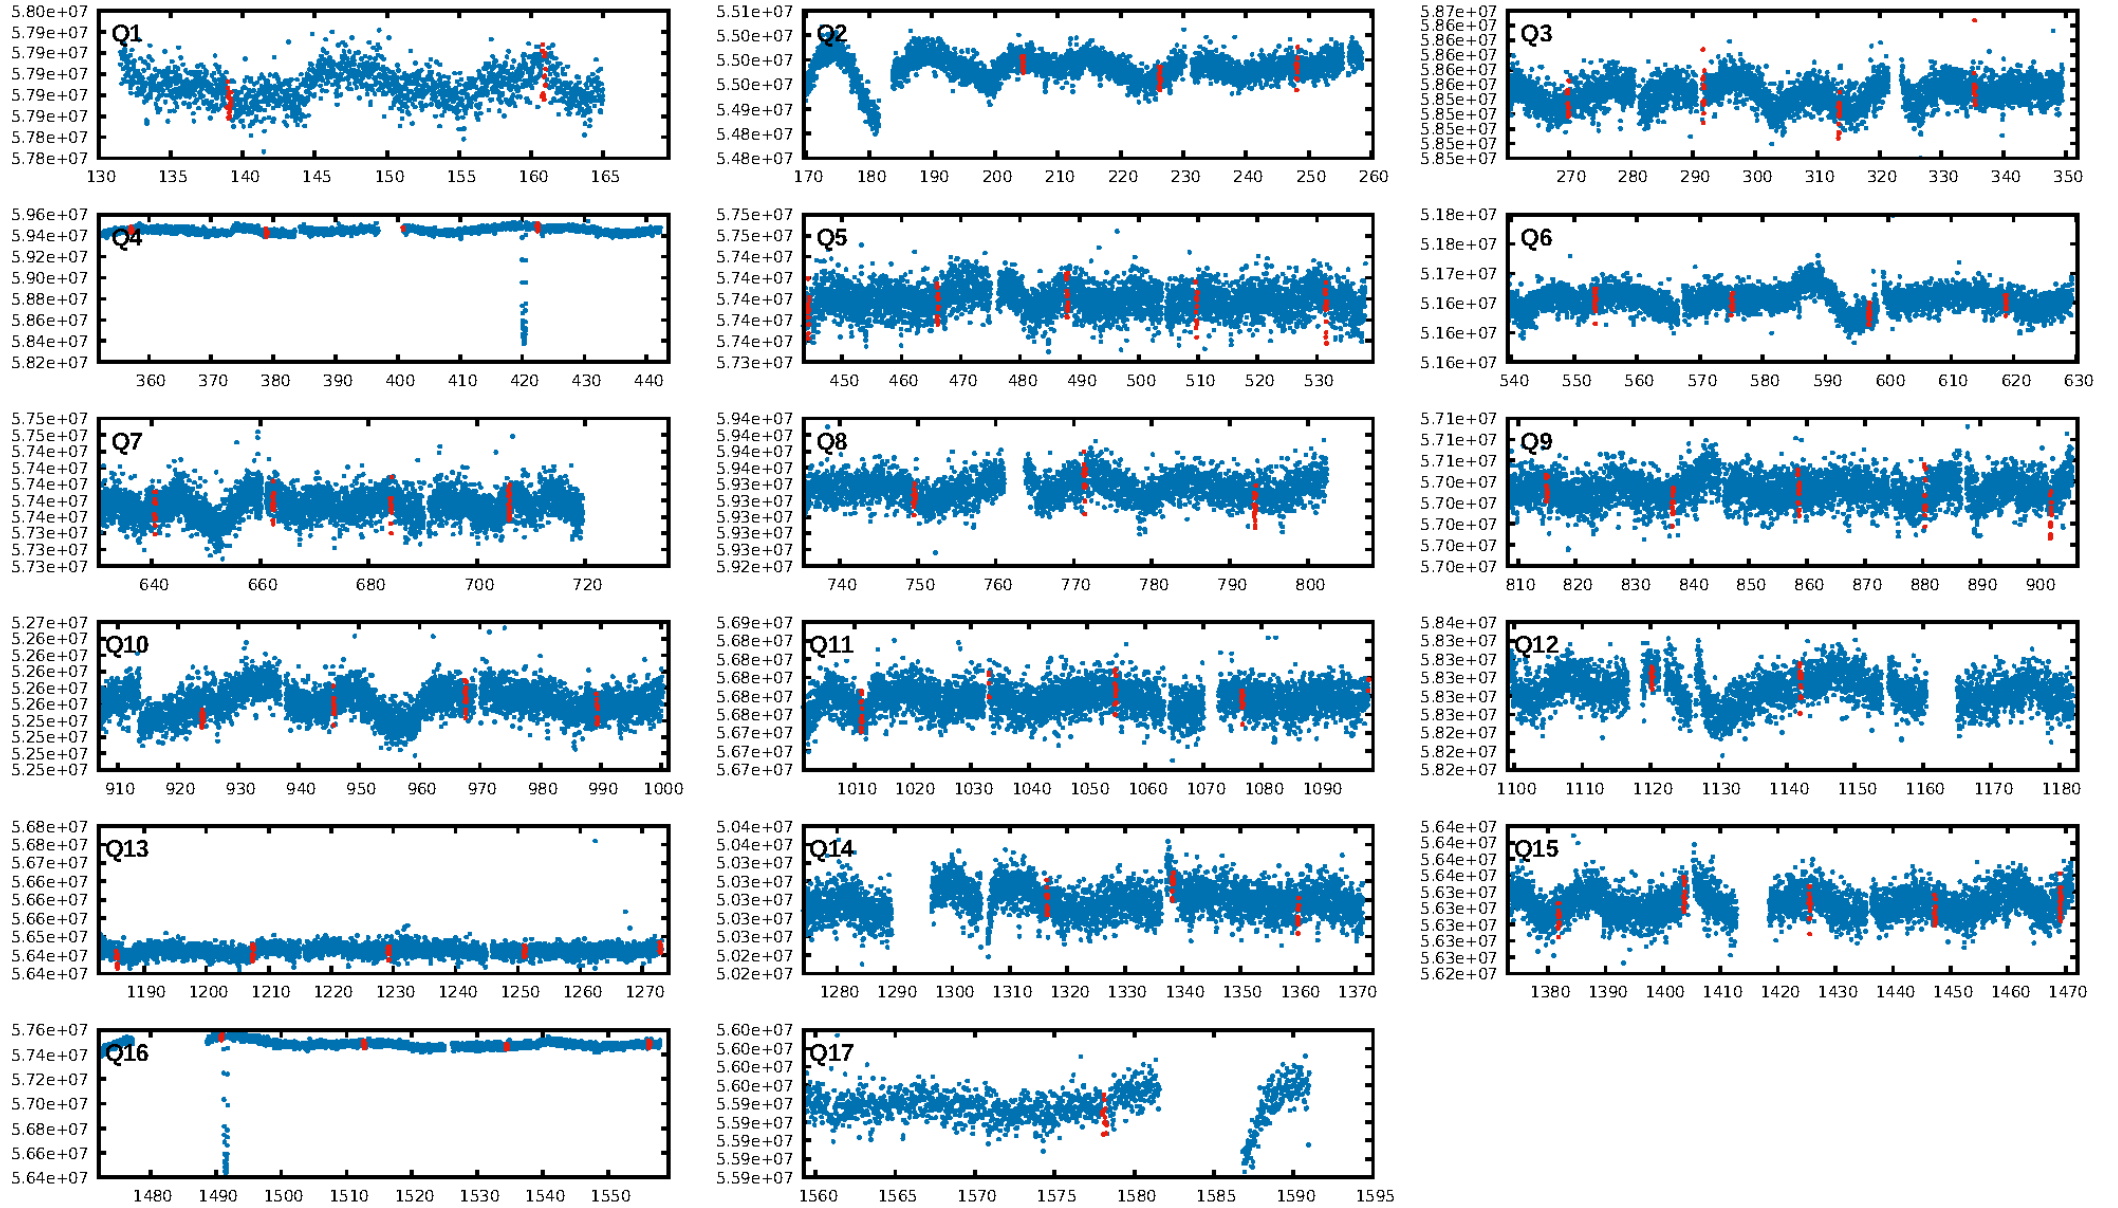 Q1
5.80e+07
5.79e+07
5.79e+07
5.79e+07
5.79e+07
5.79e+07
5.78e+07
5.78e+07
130 135 140 145 150 155 160 165
Q2
5.51e+07
5.50e+07
5.50e+07
5.50e+07
5.49e+07
5.48e+07
5.48e+07
170 180 190 200 210 220 230 240 250 260
Q3
5.87e+07
5.86e+07
5.86e+07
5.86e+07
5.86e+07
5.86e+07
5.85e+07
5.85e+07
5.85e+07
5.85e+07
270 280 290 300 310 320 330 340 350
Q4
5.96e+07
5.94e+07
5.92e+07
5.90e+07
5.88e+07
5.86e+07
5.84e+07
5.82e+07
360 370 380 390 400 410 420 430 440
Q5
5.75e+07
5.75e+07
5.74e+07
5.74e+07
5.74e+07
5.74e+07
5.74e+07
5.73e+07
450 460 470 480 490 500 510 520 530
Q6
5.18e+07
5.18e+07
5.17e+07
5.16e+07
5.16e+07
5.16e+07
540 550 560 570 580 590 600 610 620 630
Q7
5.75e+07
5.75e+07
5.74e+07
5.74e+07
5.74e+07
5.74e+07
5.74e+07
5.73e+07
5.73e+07
5.73e+07
640 660 680 700 720
Q8
5.94e+07
5.94e+07
5.94e+07
5.94e+07
5.93e+07
5.93e+07
5.93e+07
5.93e+07
5.93e+07
5.92e+07
740 750 760 770 780 790 800
Q9
5.71e+07
5.71e+07
5.71e+07
5.70e+07
5.70e+07
5.70e+07
5.70e+07
5.70e+07
810 820 830 840 850 860 870 880 890 900
Q10
5.27e+07
5.26e+07
5.26e+07
5.26e+07
5.26e+07
5.25e+07
5.25e+07
5.25e+07
5.25e+07
910 920 930 940 950 960 970 980 990 1000
Q11
5.69e+07
5.68e+07
5.68e+07
5.68e+07
5.68e+07
5.68e+07
5.67e+07
5.67e+07
5.67e+07
1010 1020 1030 1040 1050 1060 1070 1080 1090
Q12
5.84e+07
5.83e+07
5.83e+07
5.83e+07
5.83e+07
5.83e+07
5.82e+07
5.82e+07
1100 1110 1120 1130 1140 1150 1160 1170 1180
Q13
5.68e+07
5.68e+07
5.67e+07
5.66e+07
5.66e+07
5.66e+07
5.65e+07
5.64e+07
5.64e+07
1190 1200 1210 1220 1230 1240 1250 1260 1270
Q14
5.04e+07
5.04e+07
5.03e+07
5.03e+07
5.03e+07
5.03e+07
5.03e+07
5.02e+07
5.02e+07
1280 1290 1300 1310 1320 1330 1340 1350 1360 1370
Q15
5.64e+07
5.64e+07
5.64e+07
5.64e+07
5.63e+07
5.63e+07
5.63e+07
5.63e+07
5.63e+07
5.62e+07
1380 1390 1400 1410 1420 1430 1440 1450 1460 1470
Q16
5.76e+07
5.74e+07
5.72e+07
5.70e+07
5.68e+07
5.66e+07
5.64e+07
1480 1490 1500 1510 1520 1530 1540 1550
Q17
5.60e+07
5.60e+07
5.60e+07
5.60e+07
5.59e+07
5.59e+07
5.59e+07
5.59e+07
5.59e+07
1560 1565 1570 1575 1580 1585 1590 1595